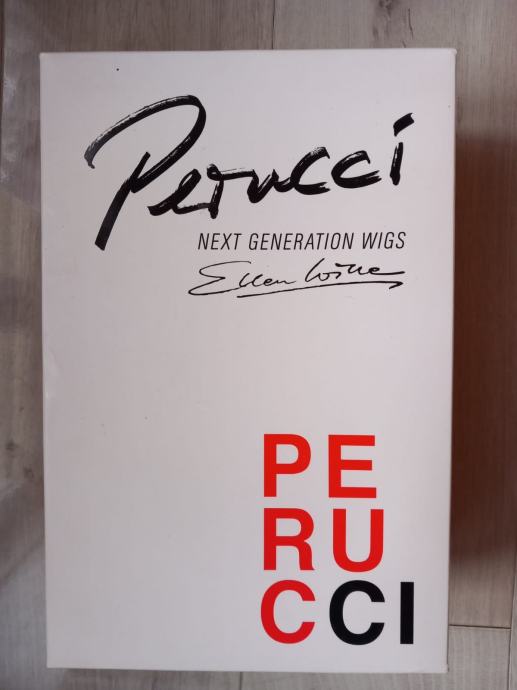 Perucci
NEXT GENERATION WIGS
Ellen Wille
PE
RU
CCI